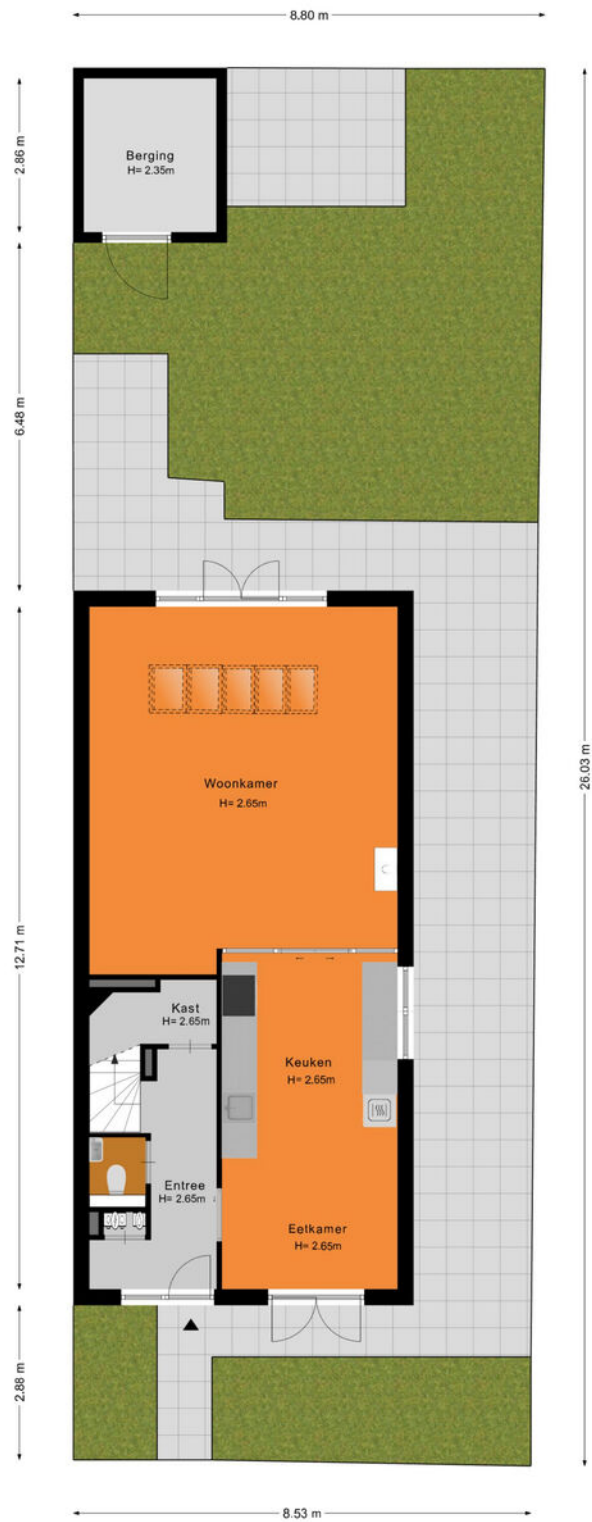 8.80 m
2.86 m
Berging
H= 2.35m
6.48 m
26.03 m
Woonkamer
H= 2.65m
12.71 m
Kast
H= 2.65m
Keuken
H= 2.65m
Entree
H= 2.65m
Eetkamer
H= 2.65m
2.88 m
8.53 m